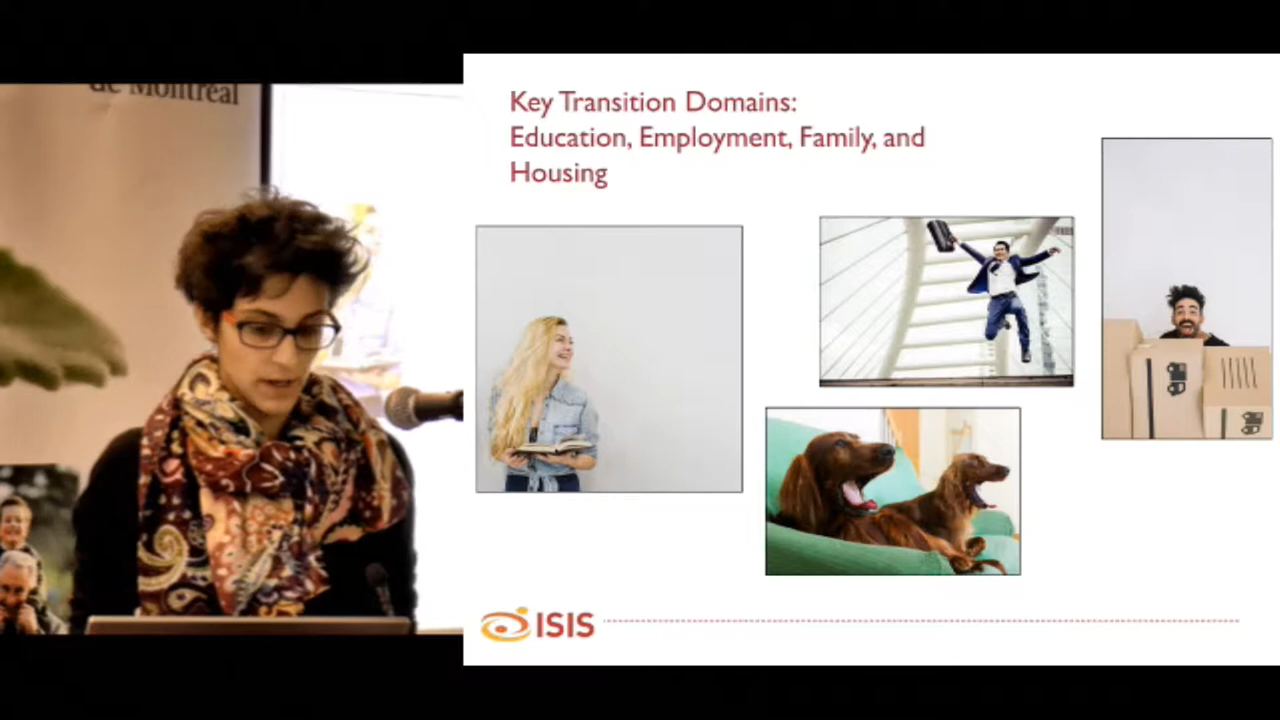 de Montréal
Key Transition Domains:
Education, Employment, Family, and
Housing
ISIS